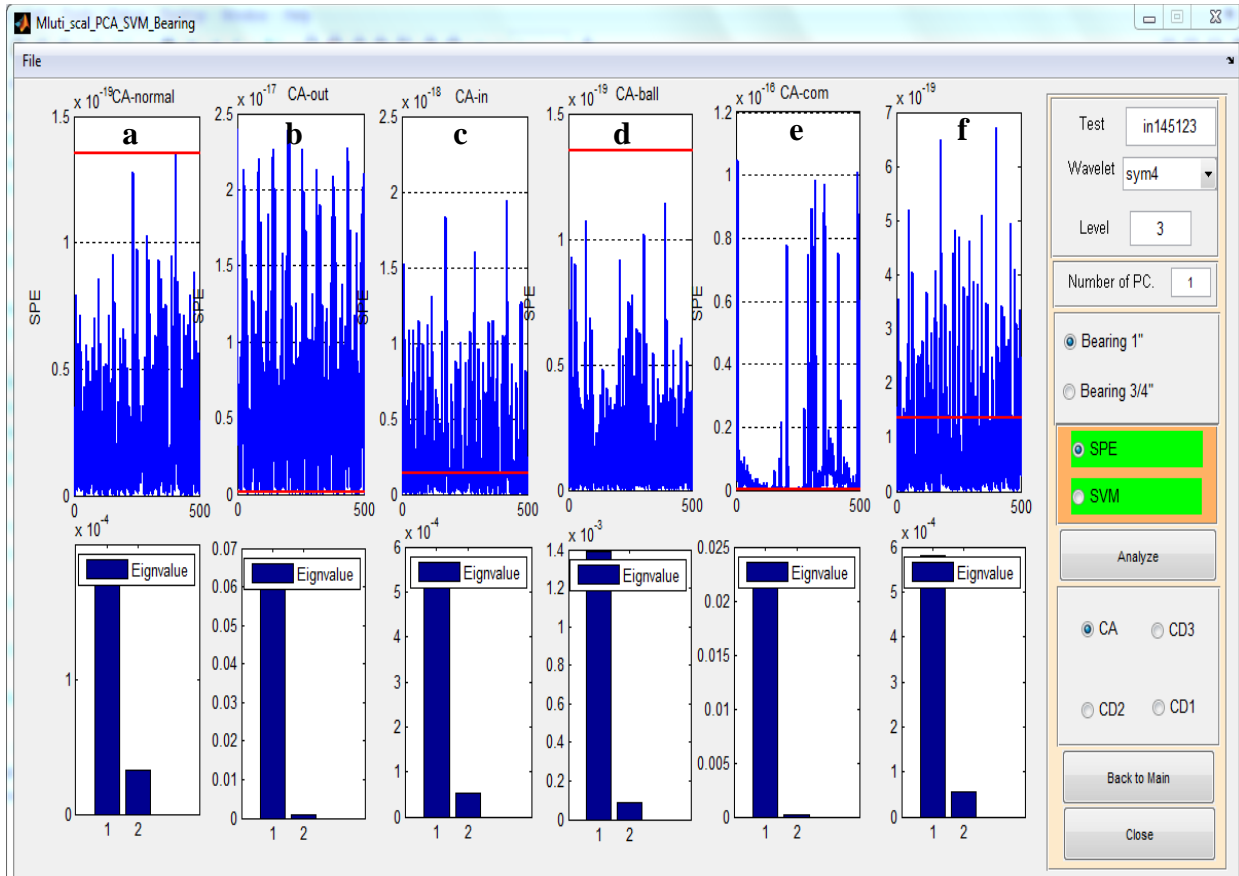 Mluti_scal_PCA_SVM_Bearing
File
x 10^-19 CA-normal
x 10^-17 CA-out
x 10^-18 CA-in
x 10^-19 CA-ball
x 10^-16 CA-com
x 10^-19
a
b
c
d
e
f
1.5
1
0.5
0
SPE
0 500
2.5
2
1.5
1
0.5
0
SPE
0 500
2.5
2
1.5
1
0.5
0
SPE
0 500
1.5
1
0.5
0
0 500
SPE
1.2
1
0.8
0.6
0.4
0.2
0
0 500
7
6
5
4
3
2
1
0
0 500
x 10^-4
Eignvalue
1
0
1 2
0.07
0.06
0.05
0.04
0.03
0.02
0.01
0
Eignvalue
1 2
x 10^-4
6
5
4
3
2
1
0
Eignvalue
1 2
x 10^-3
1.4
1.2
1
0.8
0.6
0.4
0.2
0
Eignvalue
1 2
0.025
0.02
0.015
0.01
0.005
0
Eignvalue
1 2
x 10^-4
6
5
4
3
2
1
0
Eignvalue
1 2
Test in145123
Wavelet sym4
Level 3
Number of PC. 1
Bearing 1"
Bearing 3/4"
SPE
SVM
Analyze
CA CD3
CD2 CD1
Back to Main
Close